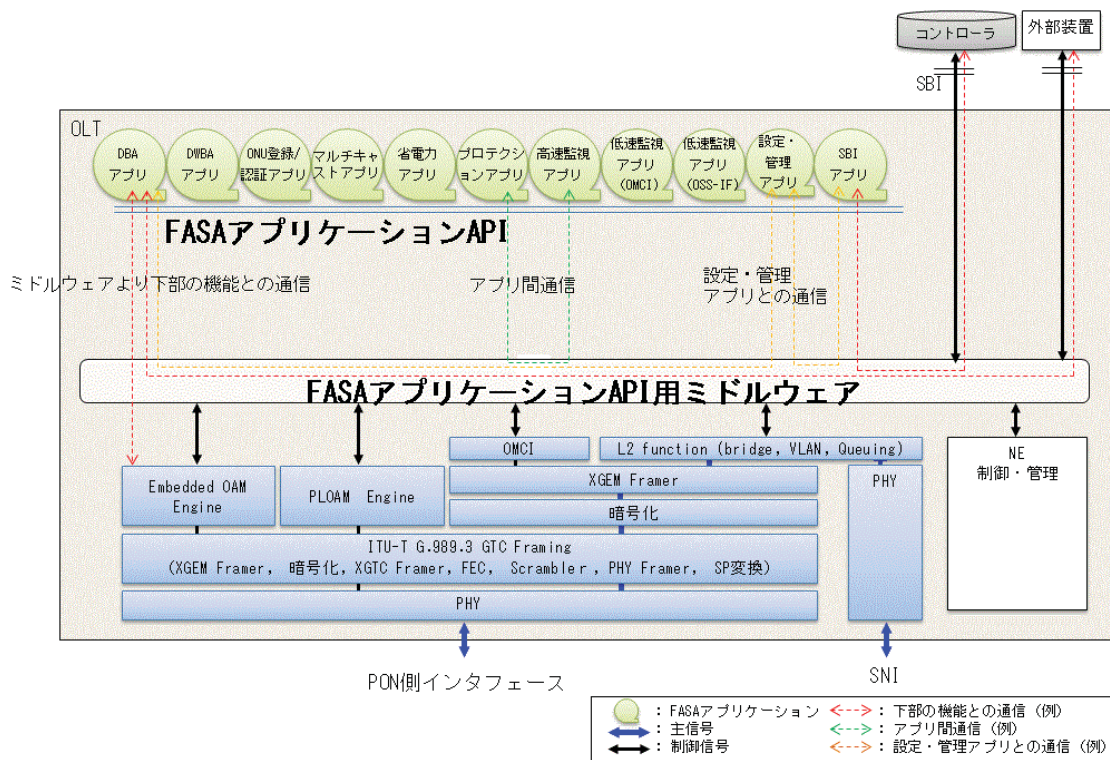 コントローラ
外部装置
SBI
OLT
DBA
アプリ
DWBA
アプリ
ONU登録/
認証アプリ
マルチキャ
ストアプリ
省電力
アプリ
プロテクシ
ョンアプリ
高速監視
アプリ
低速監視
アプリ
(OMCI)
低速監視
アプリ
(OSS-IF)
設定・
管理
アプリ
SBI
アプリ
FASAアプリケーションAPI
ミドルウェアより下部の機能との通信
アプリ間通信
設定・管理
アプリとの通信
FASAアプリケーションAPI用ミドルウェア
OMCI
L2 function (bridge, VLAN, Queuing)
NE
制御・管理
Embedded OAM
Engine
PLOAM Engine
XGEM Framer
PHY
暗号化
ITU-T G.989.3 GTC Framing
(XGEM Framer, 暗号化, XGTC Framer, FEC, Scrambler, PHY Framer, SP変換)
PHY
PON側インタフェース
SNI
: FASAアプリケーション
: 主信号
: 制御信号
: 下部の機能との通信 (例)
: アプリ間通信 (例)
: 設定・管理アプリとの通信 (例)